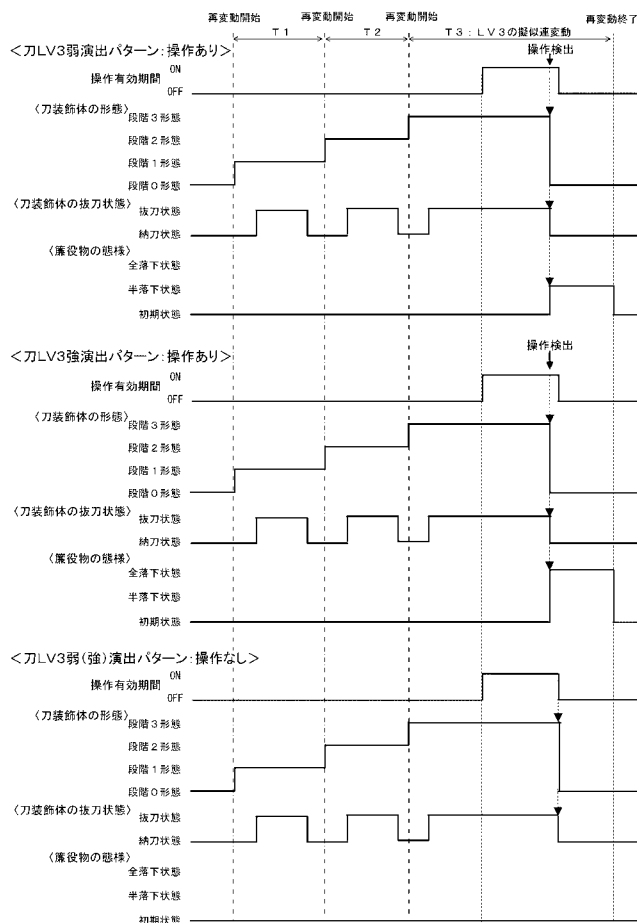 再変動開始 再変動開始 再変動開始 再変動終了
T1 T2 T3:LV3の擬似連変動
<刀LV3弱演出パターン:操作あり>
操作検出
操作有効期間
ON
OFF
〈刀装飾体の形態〉
段階3形態
段階2形態
段階1形態
段階0形態
〈刀装飾体の抜刀状態〉
抜刀状態
納刀状態
〈簾役物の態様〉
全落下状態
半落下状態
初期状態
<刀LV3強演出パターン:操作あり>
操作検出
操作有効期間
ON
OFF
〈刀装飾体の形態〉
段階3形態
段階2形態
段階1形態
段階0形態
〈刀装飾体の抜刀状態〉
抜刀状態
納刀状態
〈簾役物の態様〉
全落下状態
半落下状態
初期状態
<刀LV3弱(強)演出パターン:操作なし>
操作有効期間
ON
OFF
〈刀装飾体の形態〉
段階3形態
段階2形態
段階1形態
段階0形態
〈刀装飾体の抜刀状態〉
抜刀状態
納刀状態
〈簾役物の態様〉
全落下状態
半落下状態
初期状態